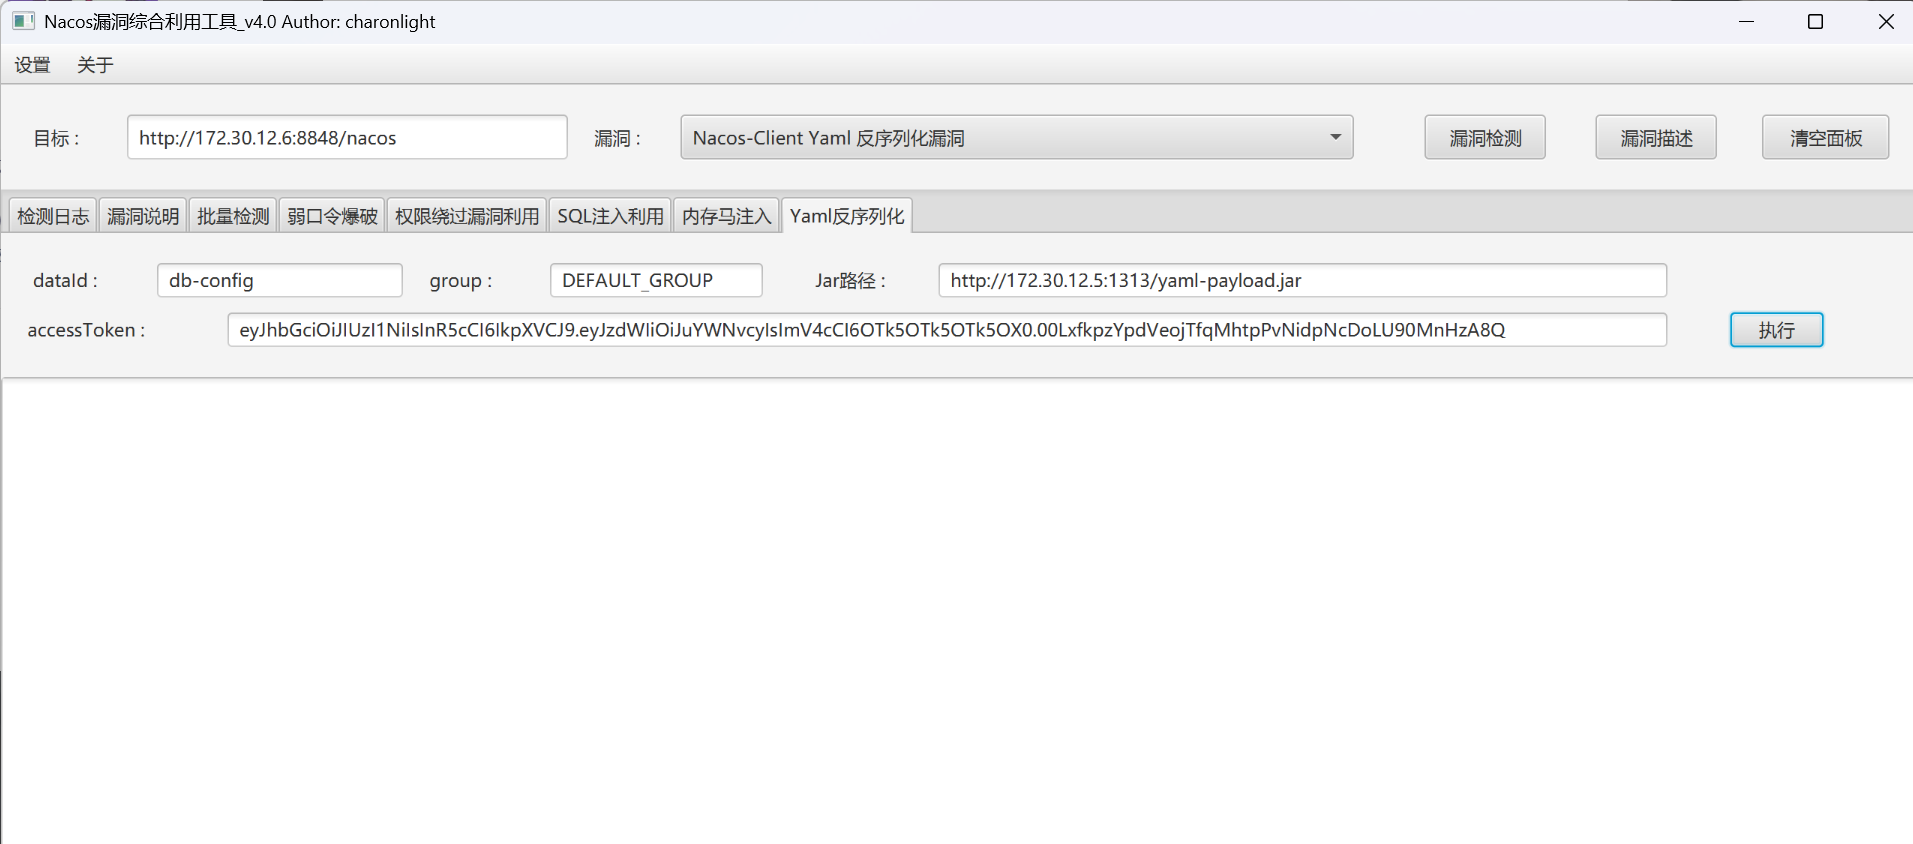 Nacos漏洞综合利用工具_v4.0 Author: charonlight
设置 关于
目标 : http://172.30.12.6:8848/nacos 漏洞 : Nacos-Client Yaml 反序列化漏洞 漏洞检测 漏洞描述 清空面板
检测日志 漏洞说明 批量检测 弱口令爆破 权限绕过漏洞利用 SQL注入利用 内存马注入 Yaml反序列化
dataId : db-config group : DEFAULT_GROUP Jar路径 : http://172.30.12.5:1313/yaml-payload.jar
accessToken : eyJhbGciOiJIUzI1NiIsInR5cCI6IkpXVCJ9.eyJzdWIiOiJuYWNvcyIsImV4cCI6OTk5OTk5OTk5OX0.00LxfkpzYpdVeojTfqMhtpPvNidpNcDoLU90MnHzA8Q 执行